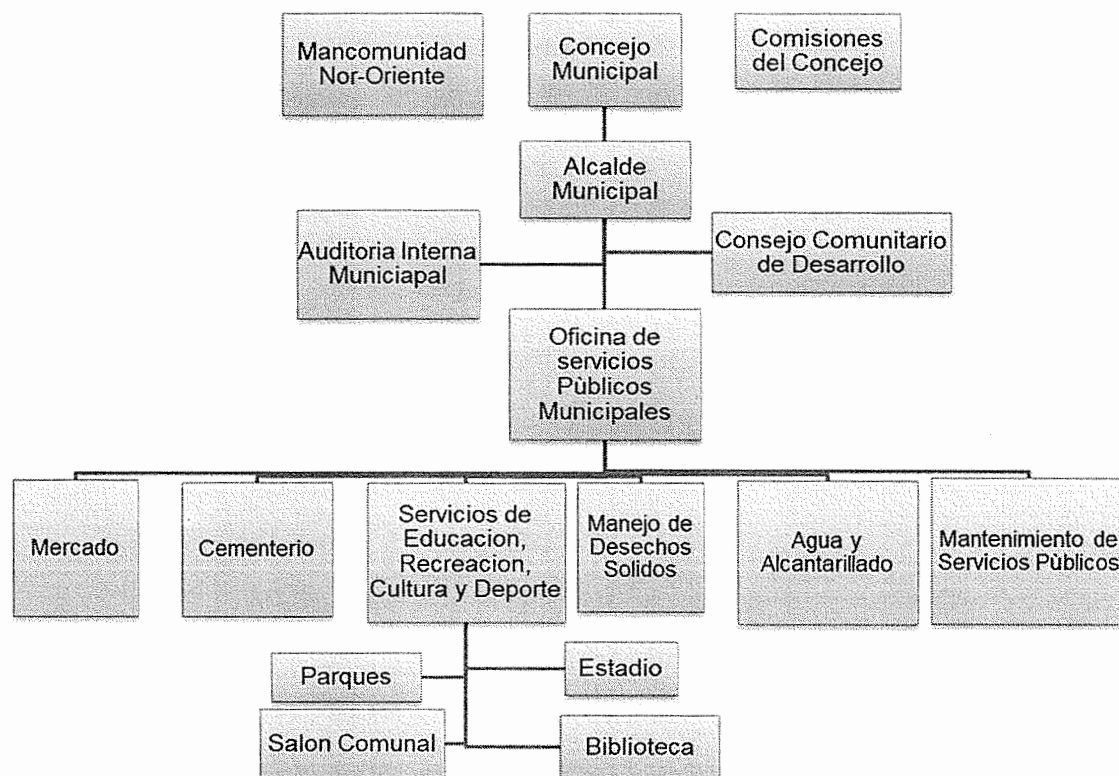 Mancomunidad
Nor-Oriente
Concejo
Municipal
Comisiones
del Concejo
Alcalde
Municipal
Auditoria Interna
Municiapal
Consejo Comunitario
de Desarrollo
Oficina de
servicios
Pùblicos
Municipales
Mercado
Cementerio
Servicios de
Educacion,
Recreacion,
Cultura y Deporte
Manejo de
Desechos
Solidos
Agua y
Alcantarillado
Mantenimiento de
Servicios Pùblicos
Parques
Estadio
Salon Comunal
Biblioteca